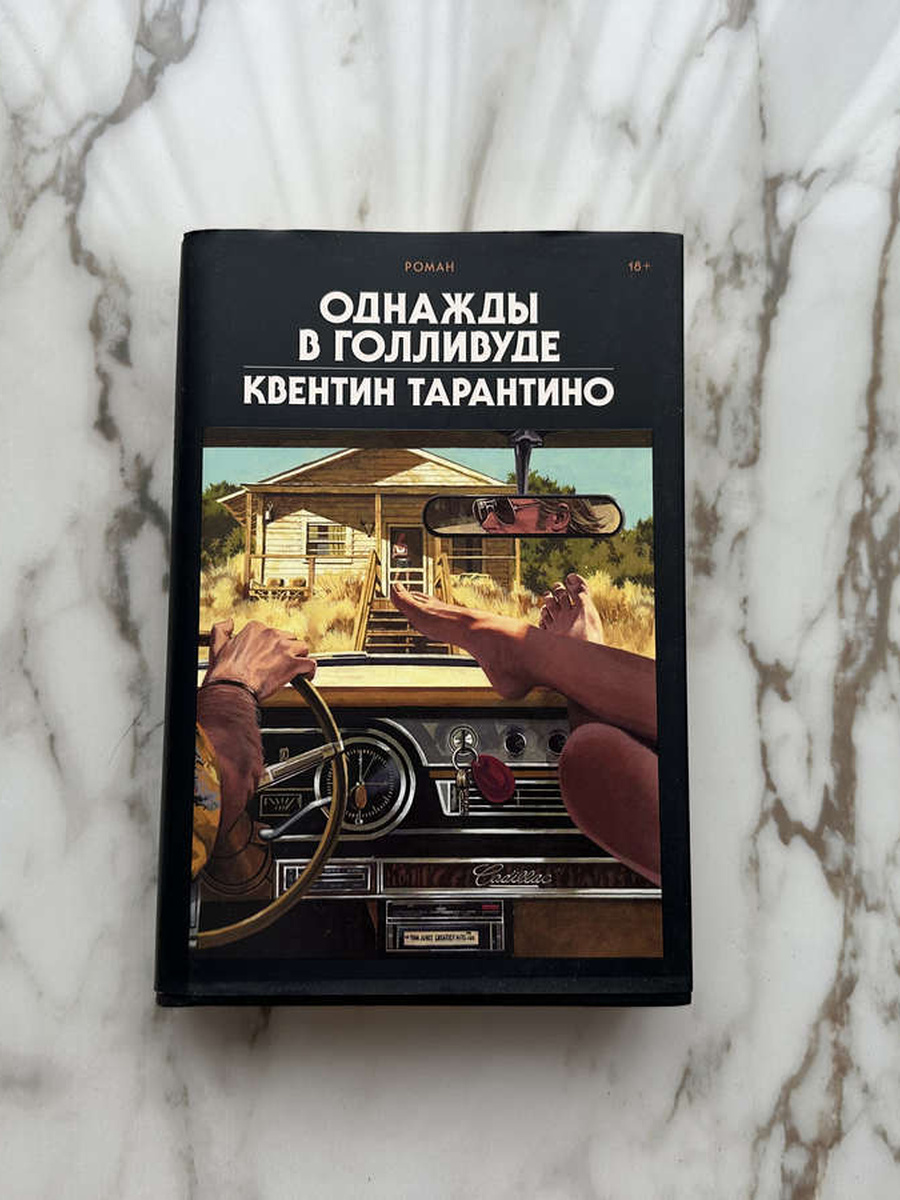 РОМАН
18+
ОДНАЖДЫ
В ГОЛЛИВУДЕ
КВЕНТИН ТАРАНТИНО
Cadillac